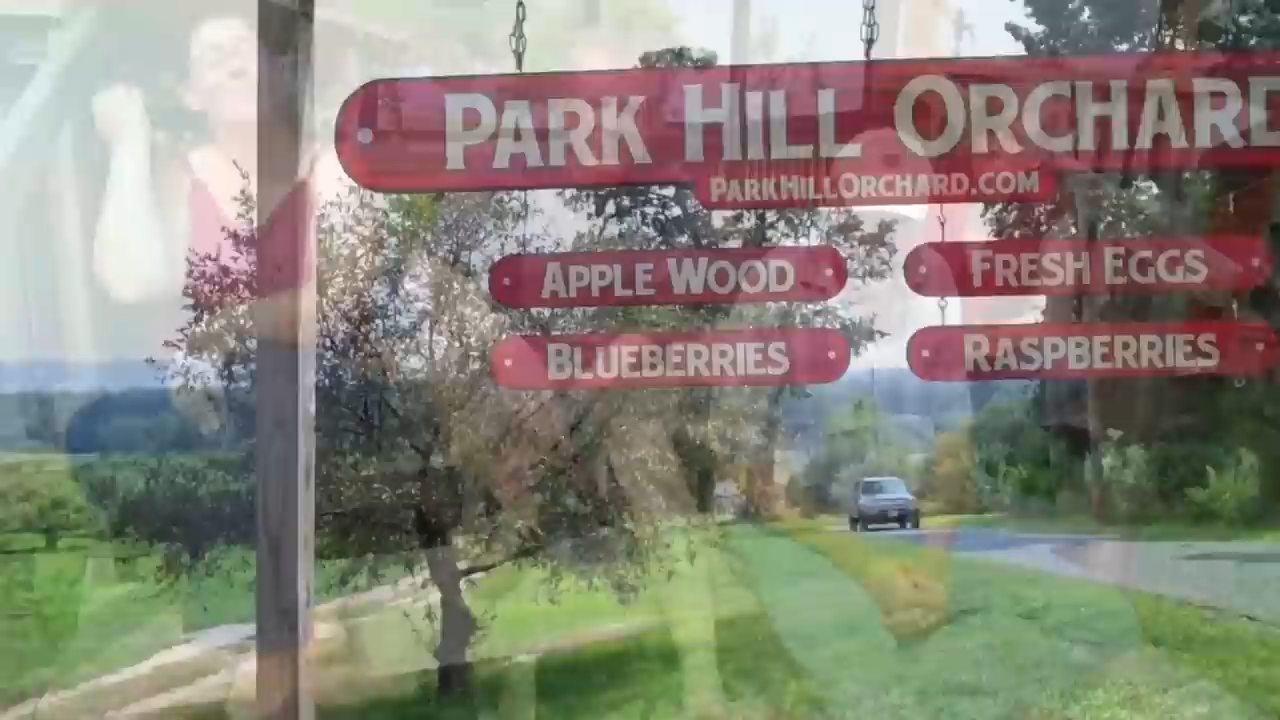 PARK HILL ORCHARD
PARKHILLORCHARD.COM
APPLE WOOD
FRESH EGGS
BLUEBERRIES
RASPBERRIES